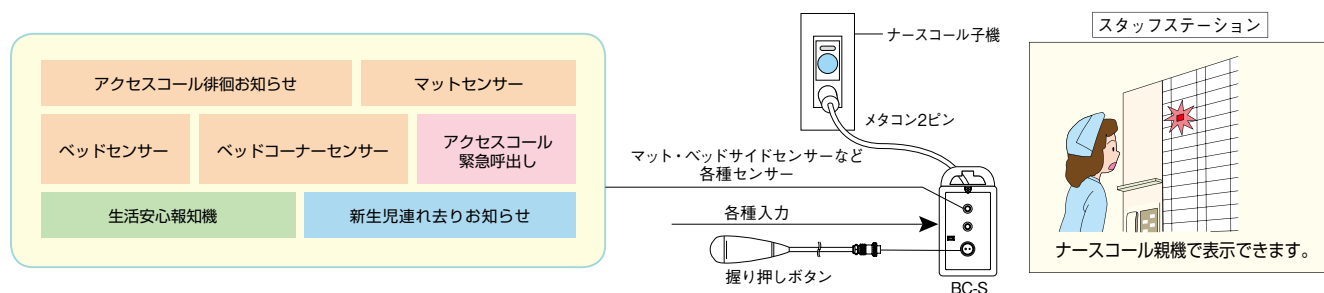 アクセスコール徘徊お知らせ
マットセンサー
ベッドセンサー
ベッドコーナーセンサー
アクセスコール
緊急呼出し
生活安心報知機
新生児連れ去りお知らせ
ナースコール子機
メタコン2ピン
マット・ベッドサイドセンサーなど
各種センサー
各種入力
握り押しボタン
BC-S
スタッフステーション
ナースコール親機で表示できます。